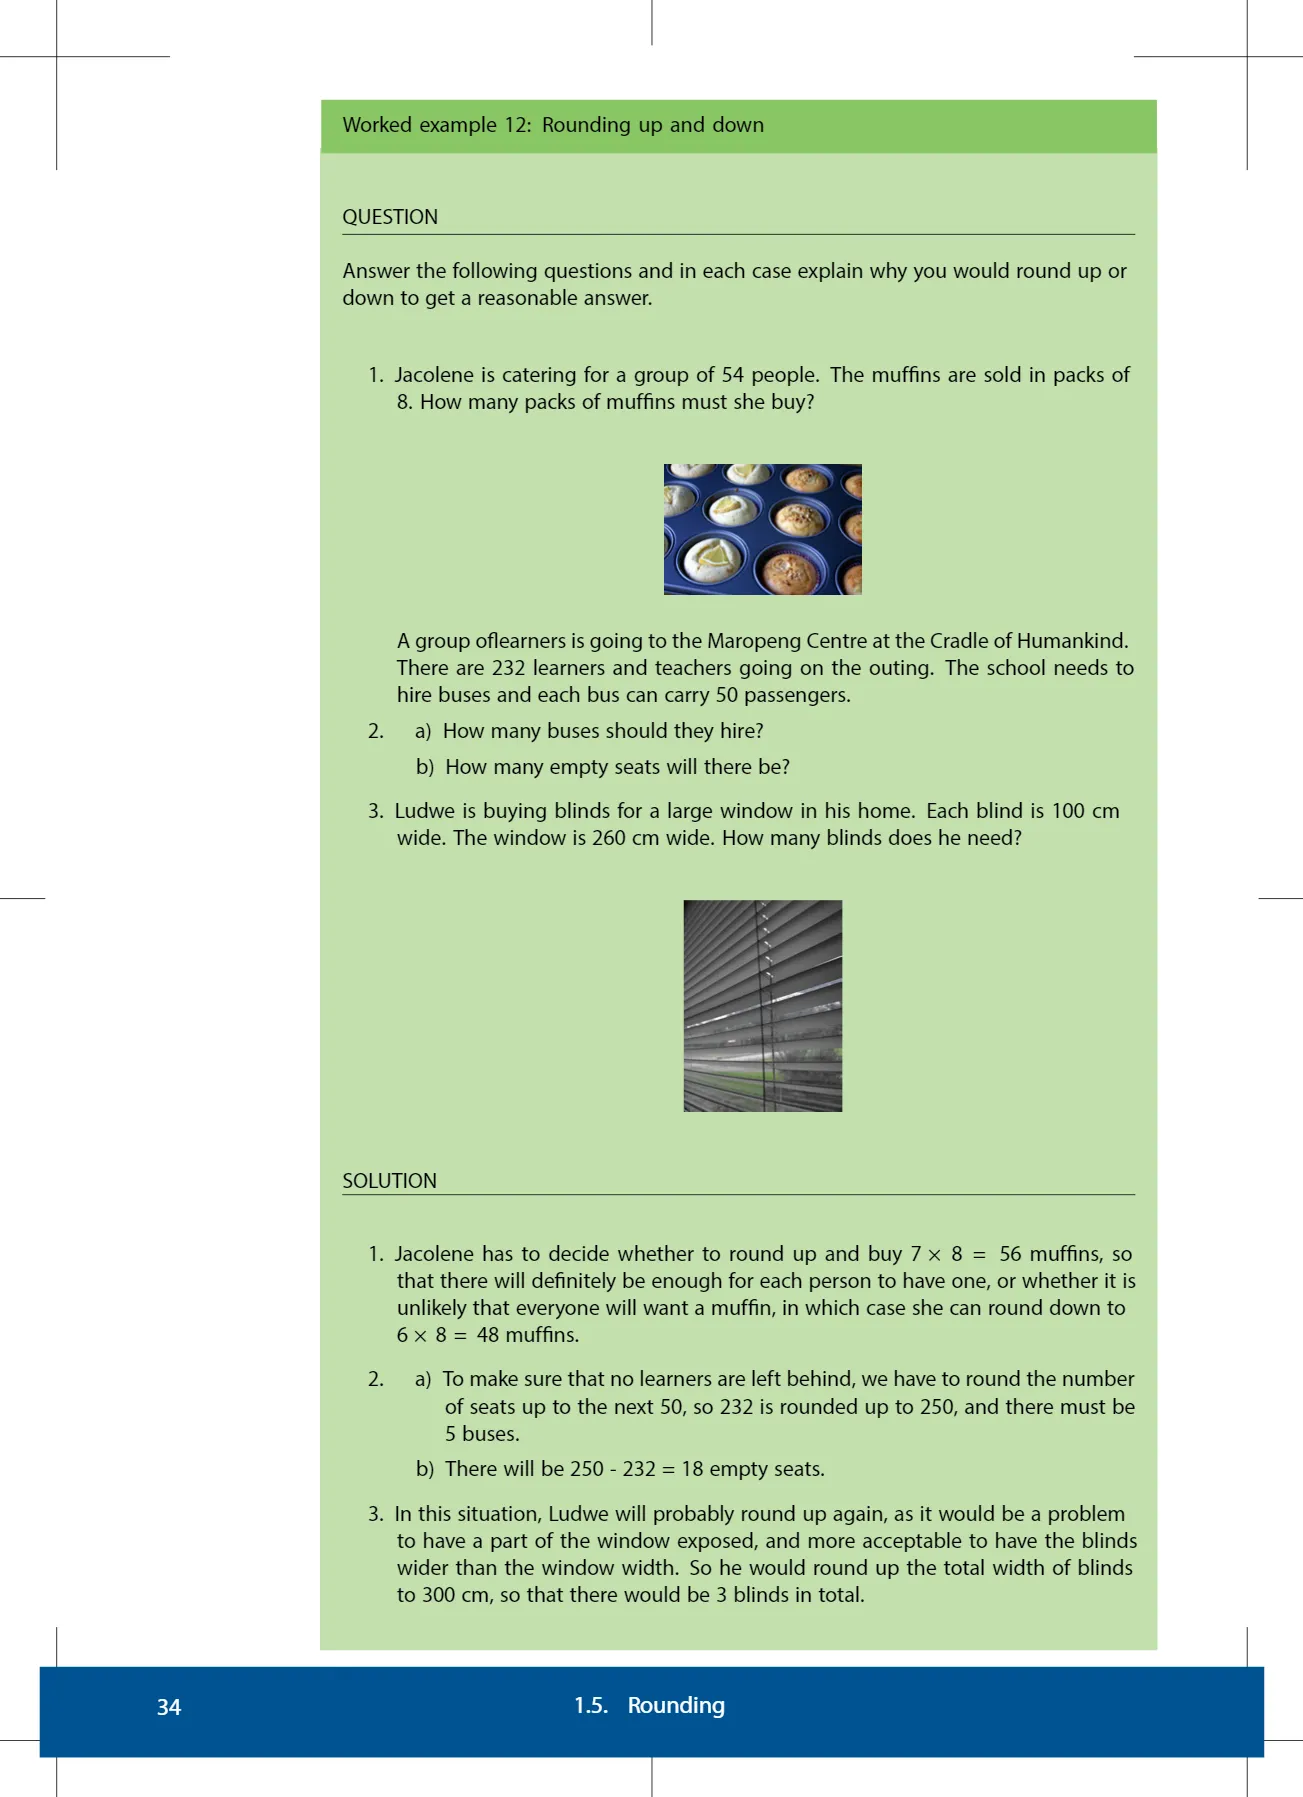 Worked example 12: Rounding up and down
QUESTION
Answer the following questions and in each case explain why you would round up or
down to get a reasonable answer.
1. Jacolene is catering for a group of 54 people. The muffins are sold in packs of
8. How many packs of muffins must she buy?
A group oflearners is going to the Maropeng Centre at the Cradle of Humankind.
There are 232 learners and teachers going on the outing. The school needs to
hire buses and each bus can carry 50 passengers.
2. a) How many buses should they hire?
b) How many empty seats will there be?
3. Ludwe is buying blinds for a large window in his home. Each blind is 100 cm
wide. The window is 260 cm wide. How many blinds does he need?
SOLUTION
1. Jacolene has to decide whether to round up and buy 7 × 8 = 56 muffins, so
that there will definitely be enough for each person to have one, or whether it is
unlikely that everyone will want a muffin, in which case she can round down to
6 × 8 = 48 muffins.
2. a) To make sure that no learners are left behind, we have to round the number
of seats up to the next 50, so 232 is rounded up to 250, and there must be
5 buses.
b) There will be 250 - 232 = 18 empty seats.
3. In this situation, Ludwe will probably round up again, as it would be a problem
to have a part of the window exposed, and more acceptable to have the blinds
wider than the window width. So he would round up the total width of blinds
to 300 cm, so that there would be 3 blinds in total.
34 1.5. Rounding